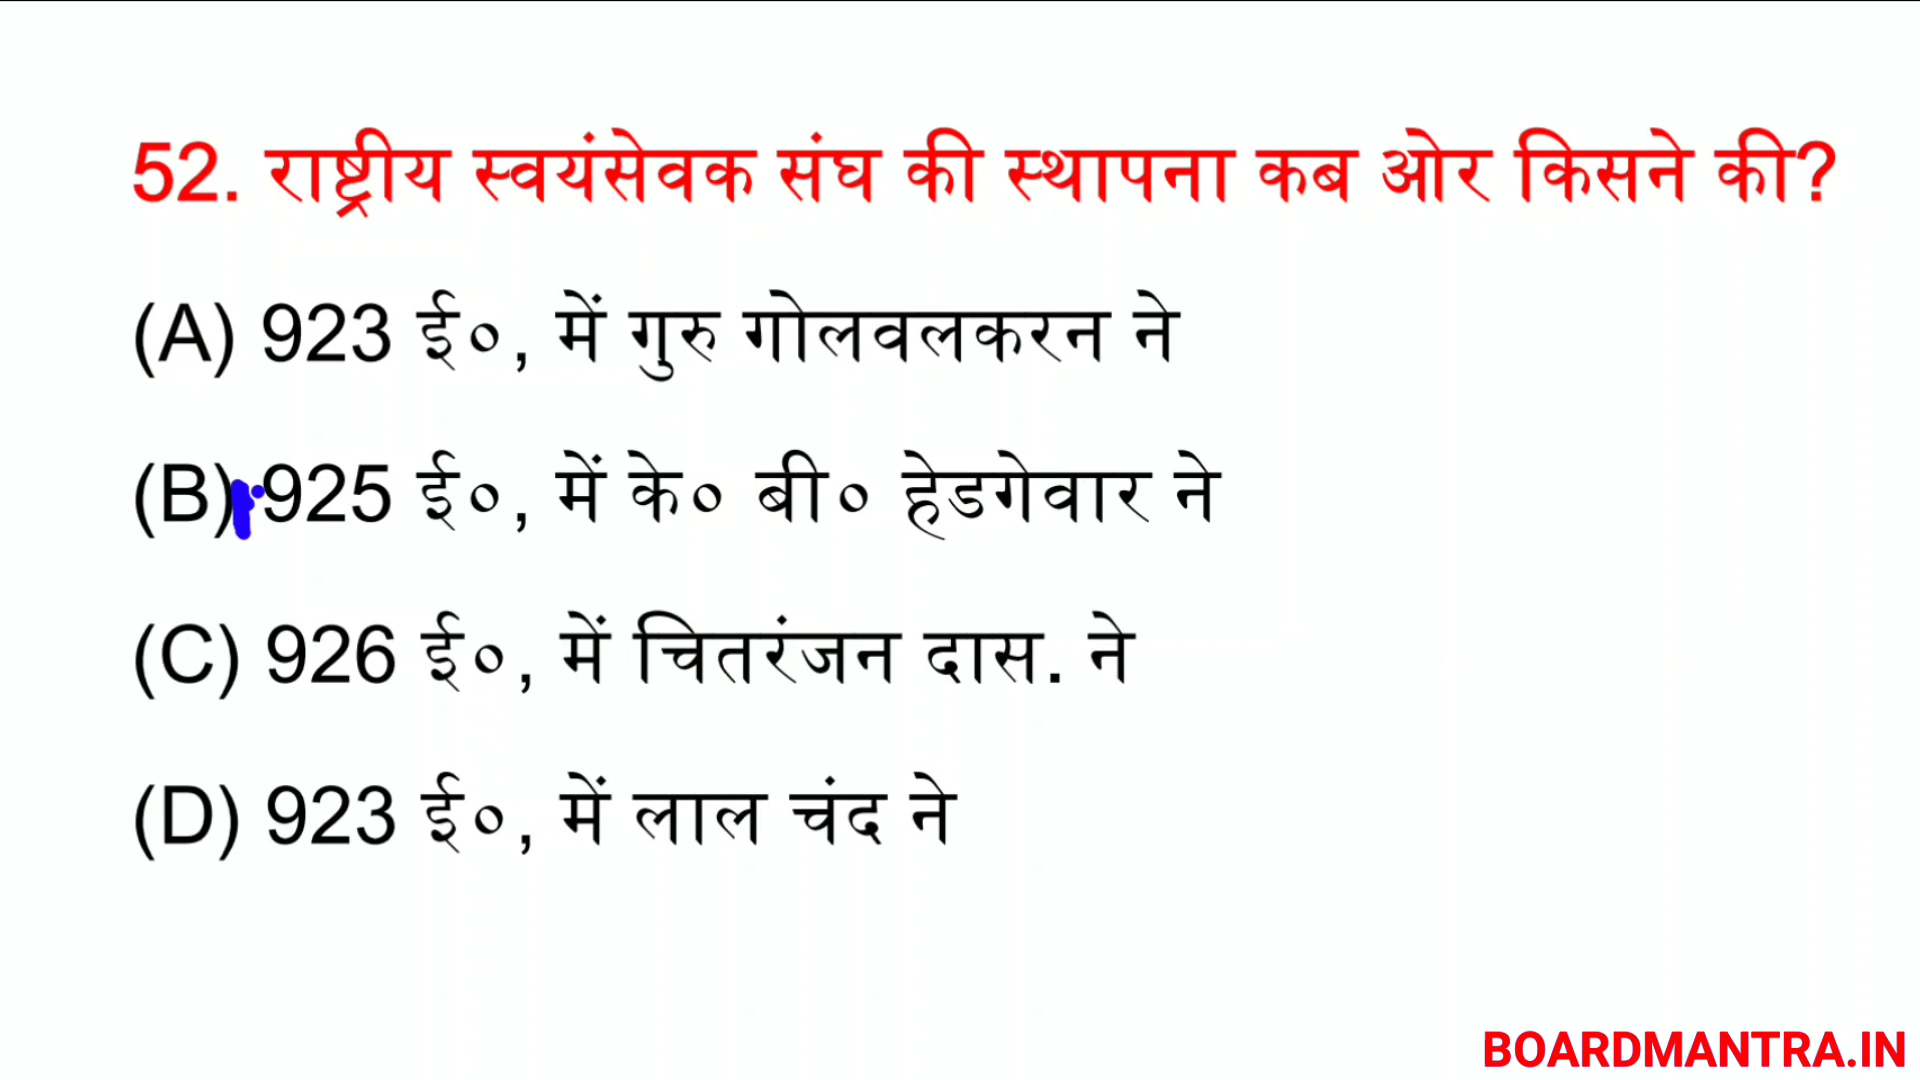 52. राष्ट्रीय स्वयंसेवक संघ की स्थापना कब ओर किसने की?
(A) 923 ई०, में गुरु गोलवलकरन ने
(B) 925 ई०, में के० बी० हेडगेवार ने
(C) 926 ई०, में चितरंजन दास. ने
(D) 923 ई०, में लाल चंद ने
BOARDMANTRA.IN